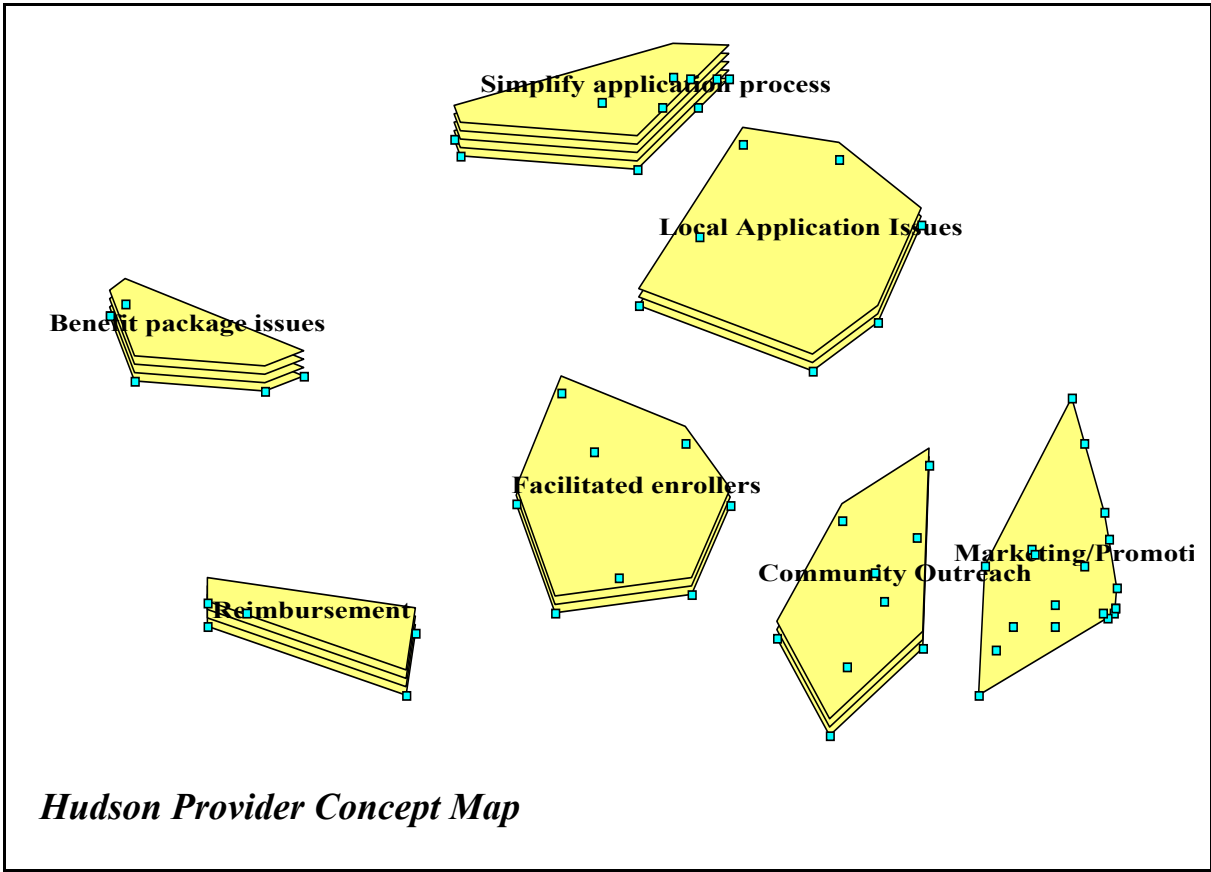 Simplify application process
Local Application Issues
Benefit package issues
Facilitated enrollers
Marketing/Promoti
Community Outreach
Reimbursement
Hudson Provider Concept Map